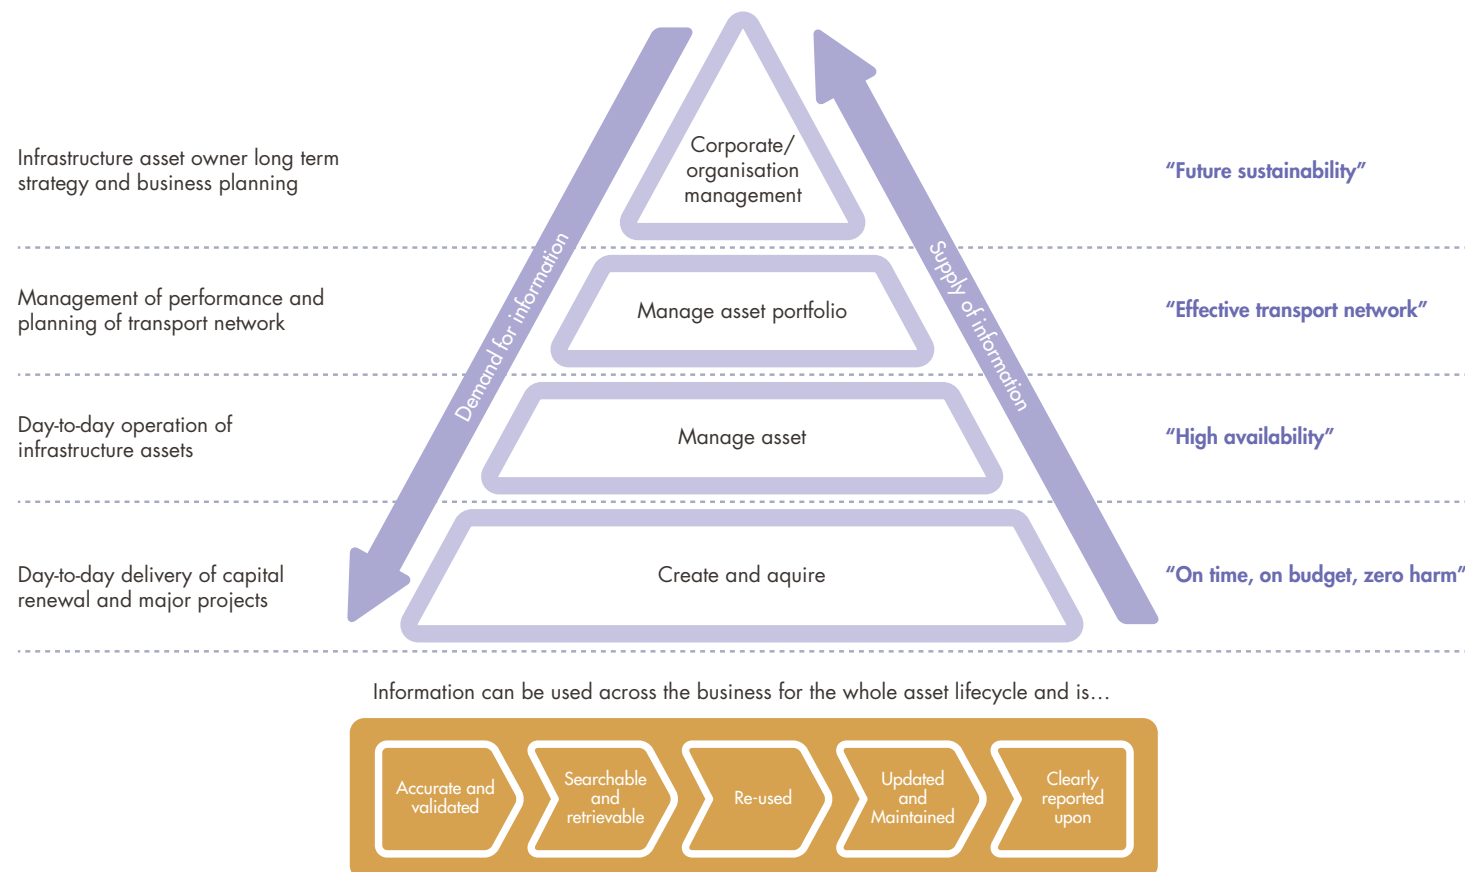 Corporate/
organisation
management
Infrastructure asset owner long term
strategy and business planning
“Future sustainability”
Demand for information
Supply of information
Management of performance and
planning of transport network
Manage asset portfolio
“Effective transport network”
Day-to-day operation of
infrastructure assets
Manage asset
“High availability”
Day-to-day delivery of capital
renewal and major projects
Create and aquire
“On time, on budget, zero harm”
Information can be used across the business for the whole asset lifecycle and is...
Accurate and
validated
Searchable
and
retrievable
Re-used
Updated
and
Maintained
Clearly
reported
upon